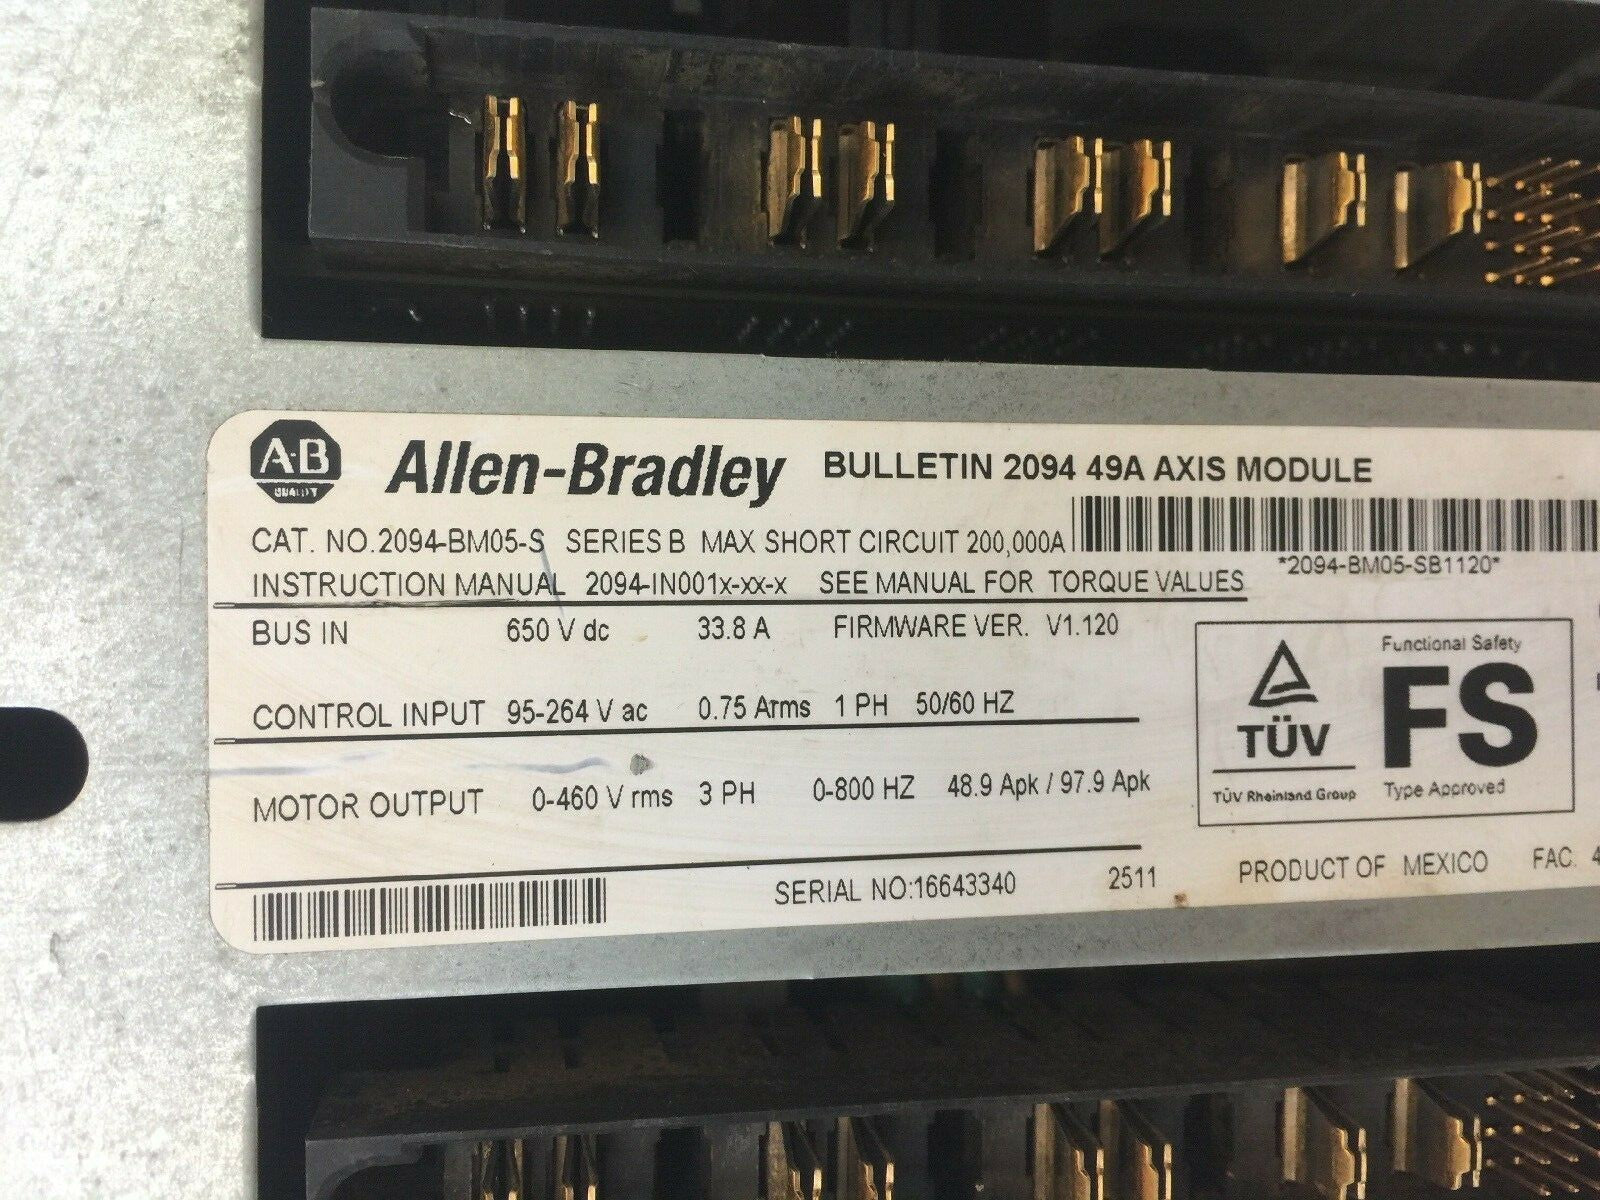 A-B QUALITY Allen-Bradley BULLETIN 2094 49A AXIS MODULE
CAT. NO.2094-BM05-S SERIES B MAX SHORT CIRCUIT 200,000A
*2094-BM05-SB1120*
INSTRUCTION MANUAL 2094-IN001x-xx-x SEE MANUAL FOR TORQUE VALUES
BUS IN 650 V dc 33.8 A FIRMWARE VER. V1.120
CONTROL INPUT 95-264 V ac 0.75 Arms 1 PH 50/60 HZ
MOTOR OUTPUT 0-460 V rms 3 PH 0-800 HZ 48.9 Apk / 97.9 Apk
TÜV
TÜV Rheinland Group
Functional Safety
FS
Type Approved
SERIAL NO:16643340 2511 PRODUCT OF MEXICO FAC. 4